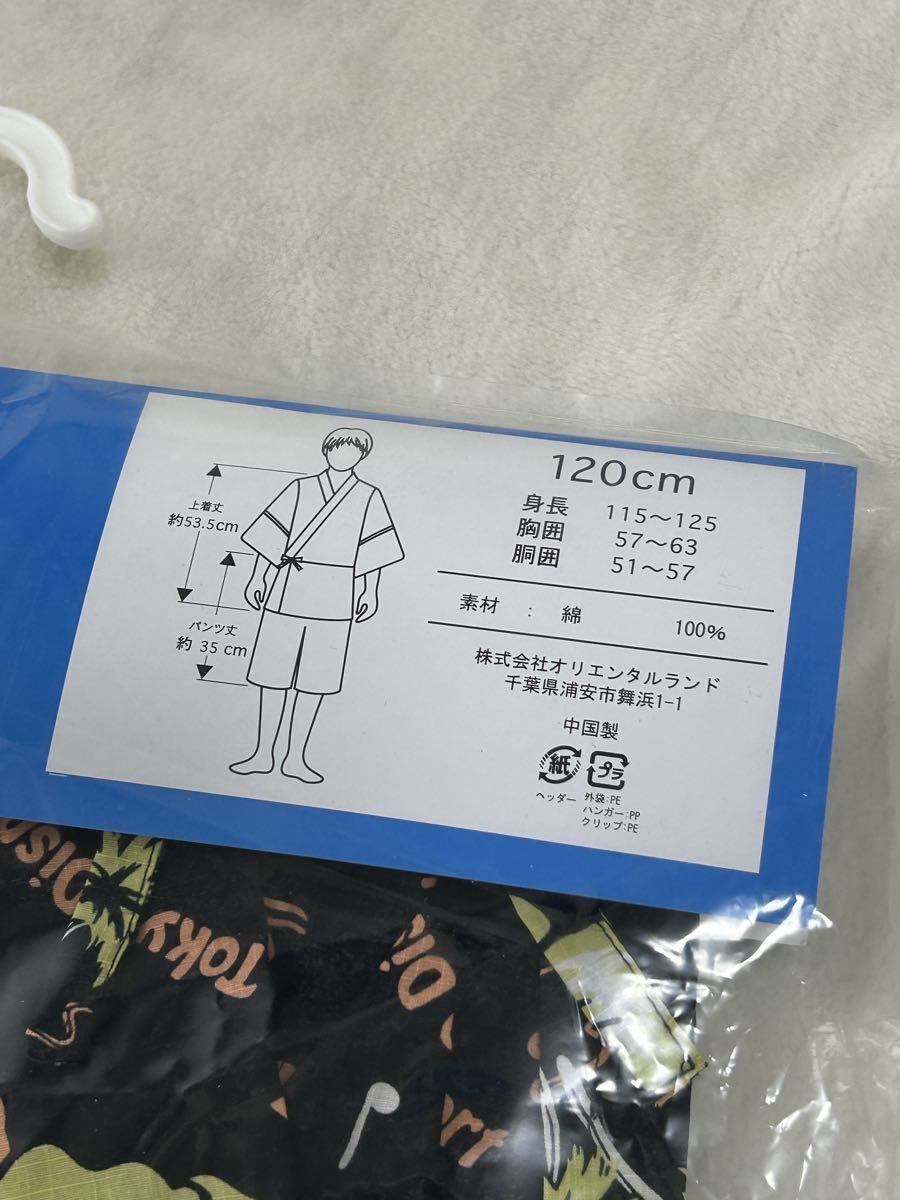 120cm
身長 115〜125
胸囲 57〜63
胴囲 51〜57
上着丈
約53.5cm
パンツ丈
約 35 cm
素材 : 綿 100%
株式会社オリエンタルランド
千葉県浦安市舞浜1-1
中国製
紙 プラ
ヘッダー 外袋:PE
ハンガー:PP
クリップ:PE
Disn
Toky
Di
rt